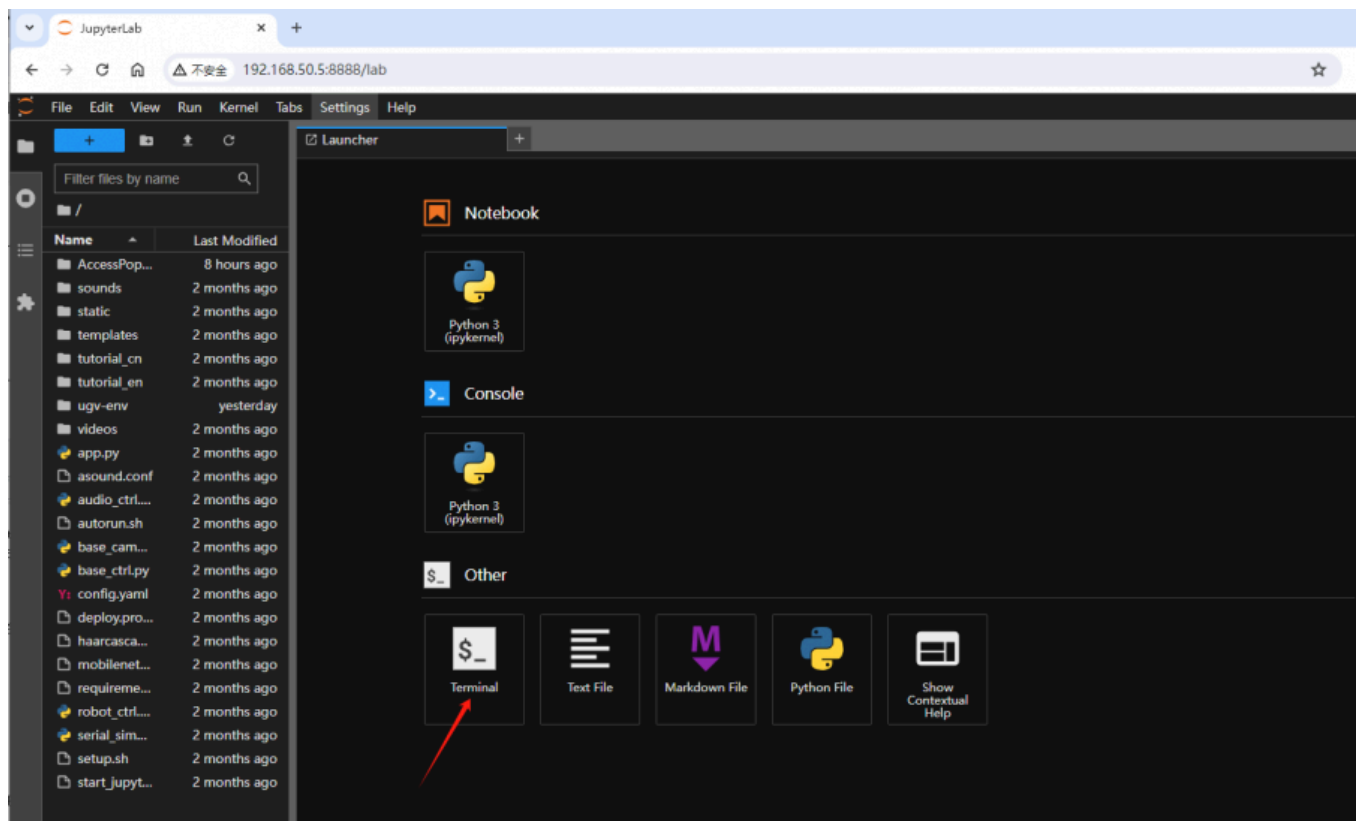 JupyterLab
不安全 192.168.50.5:8888/lab
File Edit View Run Kernel Tabs Settings Help
Launcher
Filter files by name
/
Name Last Modified
AccessPop... 8 hours ago
sounds 2 months ago
static 2 months ago
templates 2 months ago
tutorial_cn 2 months ago
tutorial_en 2 months ago
ugv-env yesterday
videos 2 months ago
app.py 2 months ago
asound.conf 2 months ago
audio_ctrl.... 2 months ago
autorun.sh 2 months ago
base_cam... 2 months ago
base_ctrl.py 2 months ago
Y: config.yaml 2 months ago
deploy.pro... 2 months ago
haarcasca... 2 months ago
mobilenet... 2 months ago
requireme... 2 months ago
robot_ctrl.... 2 months ago
serial_sim... 2 months ago
setup.sh 2 months ago
start_jupyt... 2 months ago
Notebook
Python 3
(ipykernel)
Console
Python 3
(ipykernel)
$_ Other
$_
M
Terminal Text File Markdown File Python File Show
Contextual
Help